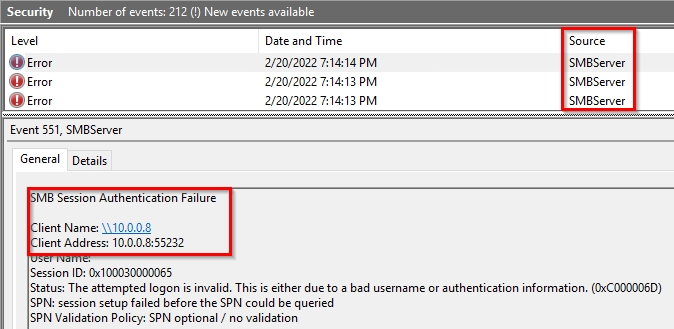 Security Number of events: 212 (!) New events available
Level Date and Time Source
Error 2/20/2022 7:14:14 PM SMBServer
Error 2/20/2022 7:14:13 PM SMBServer
Error 2/20/2022 7:14:13 PM SMBServer
Event 551, SMBServer
General Details
SMB Session Authentication Failure
Client Name: \\10.0.0.8
Client Address: 10.0.0.8:55232
User Name:
Session ID: 0x100030000065
Status: The attempted logon is invalid. This is either due to a bad username or authentication information. (0xC000006D)
SPN: session setup failed before the SPN could be queried
SPN Validation Policy: SPN optional / no validation